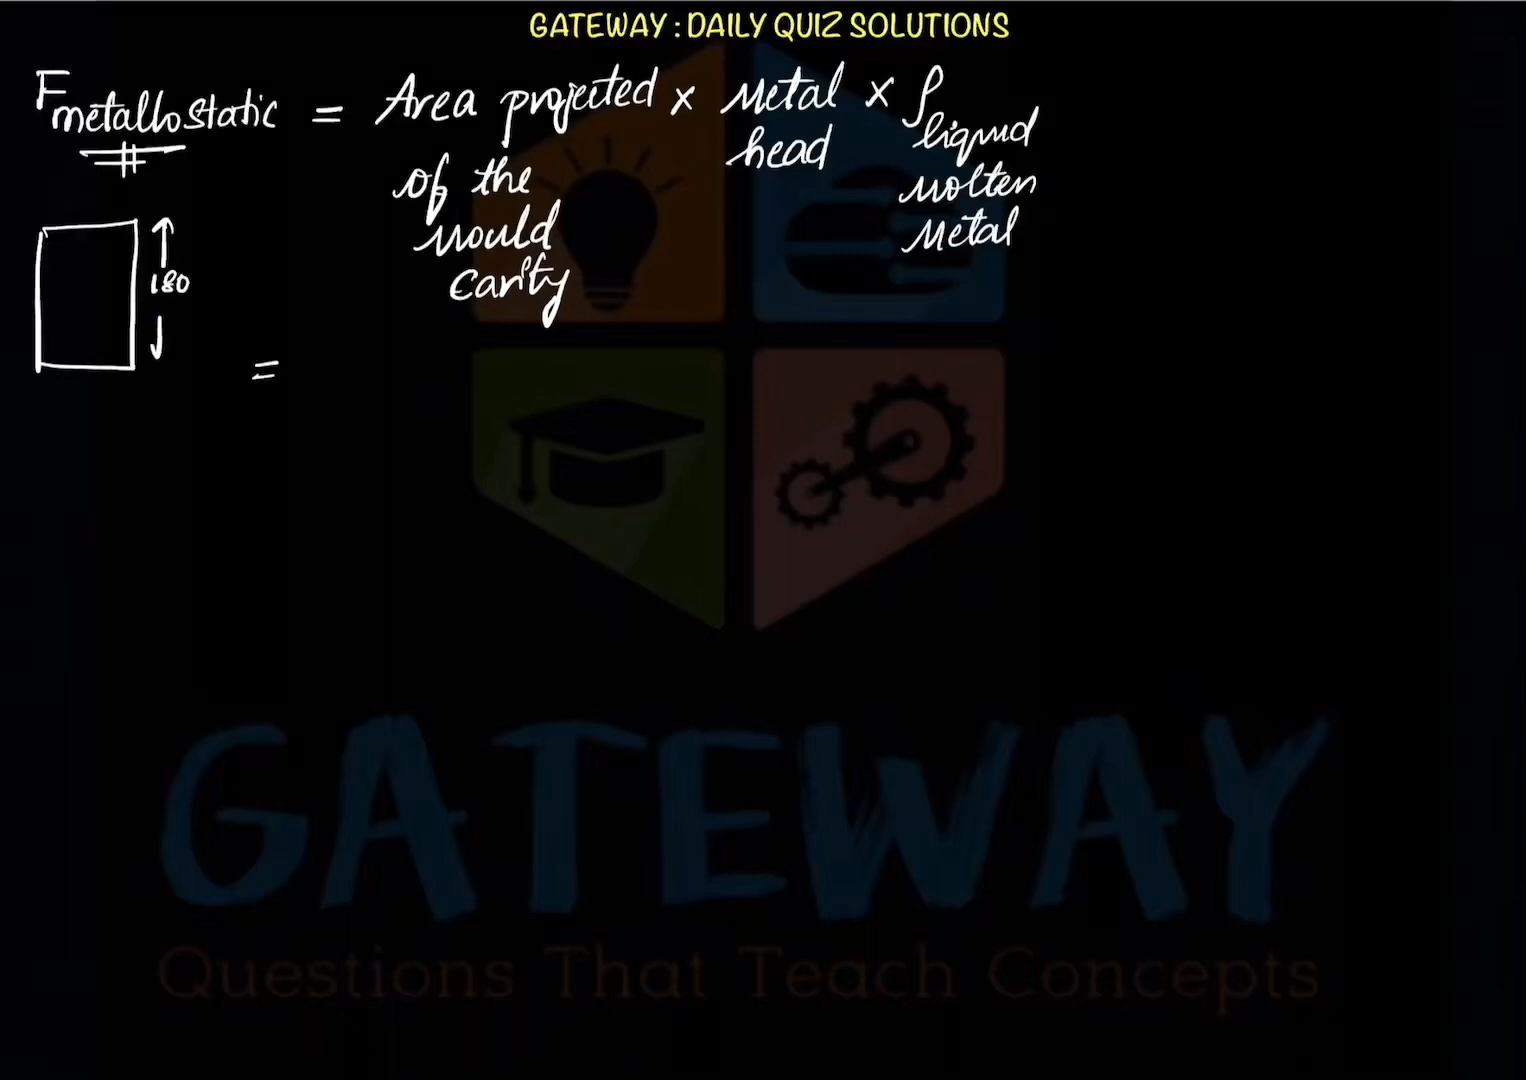 GATEWAY : DAILY QUIZ SOLUTIONS
F metallostatic = Area projected × Metal × ρ
head liquid
of the molten
mould metal
cavity
180
=
GATEWAY
Questions That Teach Concepts